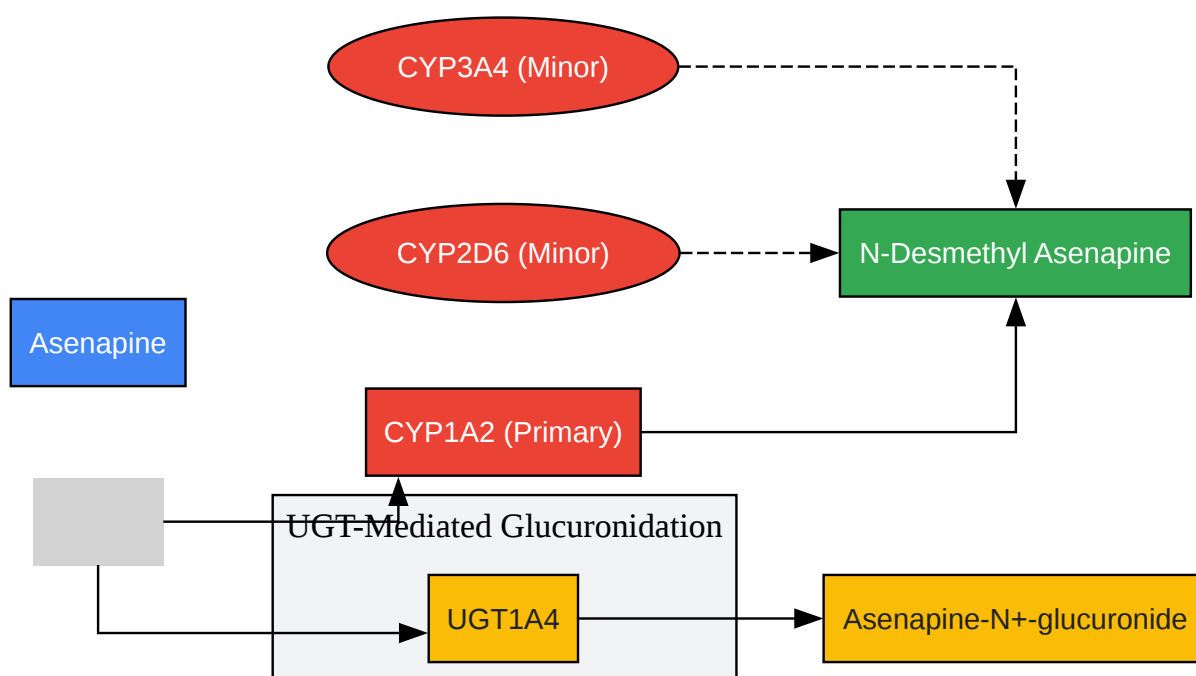 CYP3A4 (Minor)
CYP2D6 (Minor)
N-Desmethyl Asenapine
Asenapine
CYP1A2 (Primary)
UGT-Mediated Glucuronidation
UGT1A4
Asenapine-N+-glucuronide